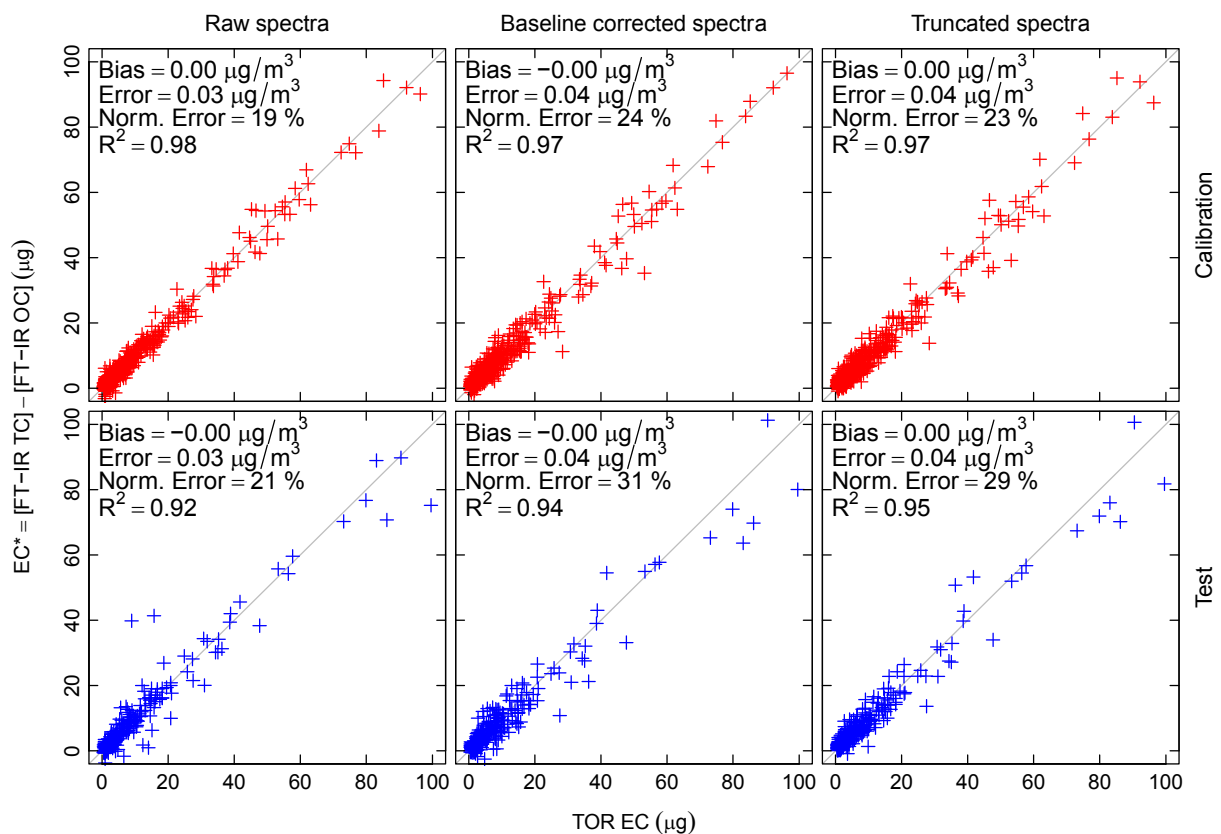 Raw spectra
Baseline corrected spectra
Truncated spectra
Bias = 0.00 μg/m³
Error = 0.03 μg/m³
Norm. Error = 19 %
R² = 0.98
Bias = −0.00 μg/m³
Error = 0.04 μg/m³
Norm. Error = 24 %
R² = 0.97
Bias = 0.00 μg/m³
Error = 0.04 μg/m³
Norm. Error = 23 %
R² = 0.97
100
80
60
40
20
0
Calibration
Bias = −0.00 μg/m³
Error = 0.03 μg/m³
Norm. Error = 21 %
R² = 0.92
Bias = −0.00 μg/m³
Error = 0.04 μg/m³
Norm. Error = 31 %
R² = 0.94
Bias = 0.00 μg/m³
Error = 0.04 μg/m³
Norm. Error = 29 %
R² = 0.95
100
80
60
40
20
0
Test
EC* = [FT−IR TC] − [FT−IR OC] (μg)
0 20 40 60 80 100
0 20 40 60 80 100
0 20 40 60 80 100
TOR EC (μg)